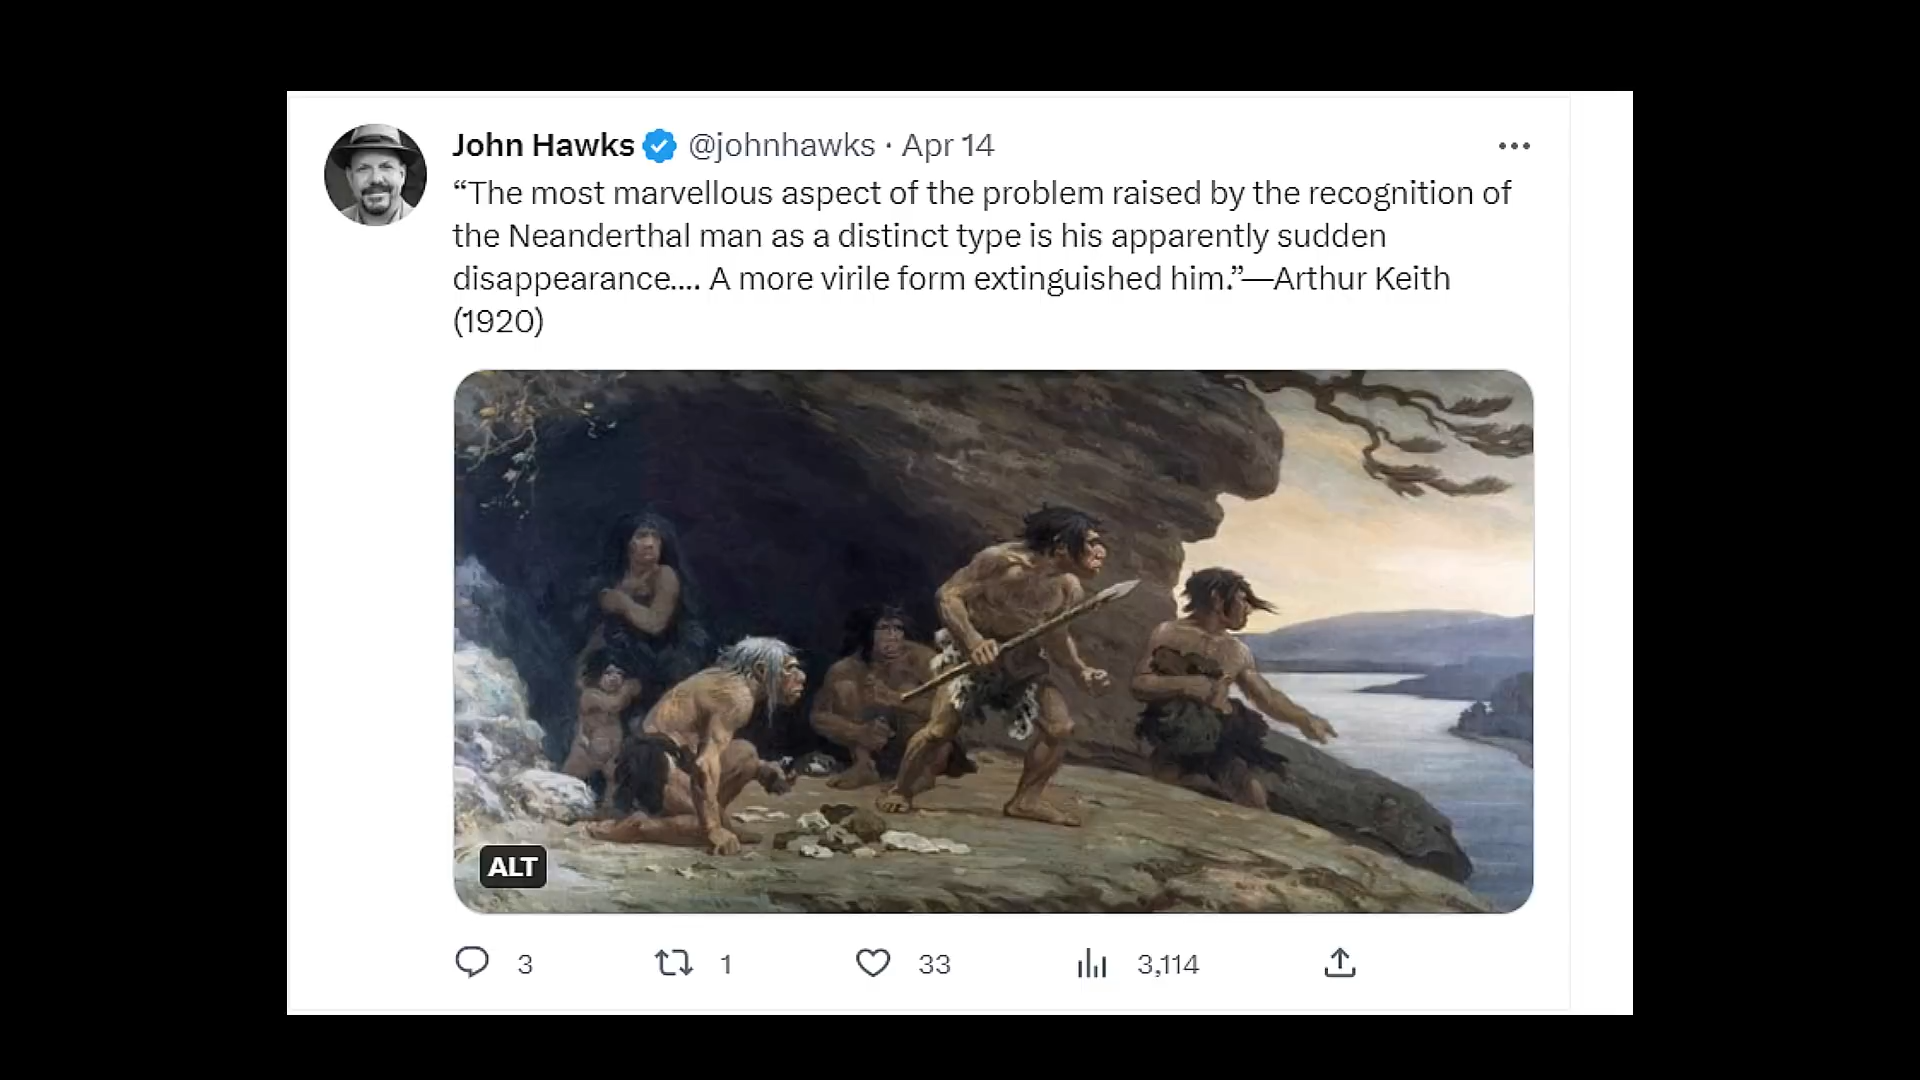 John Hawks @johnhawks · Apr 14
“The most marvellous aspect of the problem raised by the recognition of
the Neanderthal man as a distinct type is his apparently sudden
disappearance.... A more virile form extinguished him.”—Arthur Keith
(1920)
ALT
3 1 33 3,114